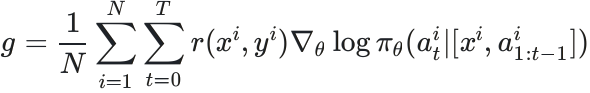 g = \frac{1}{N} \sum_{i=1}^{N} \sum_{t=0}^{T} r(x^i, y^i) \nabla_\theta \log \pi_\theta(a_t^i | [x^i, a_{1:t-1}^i])